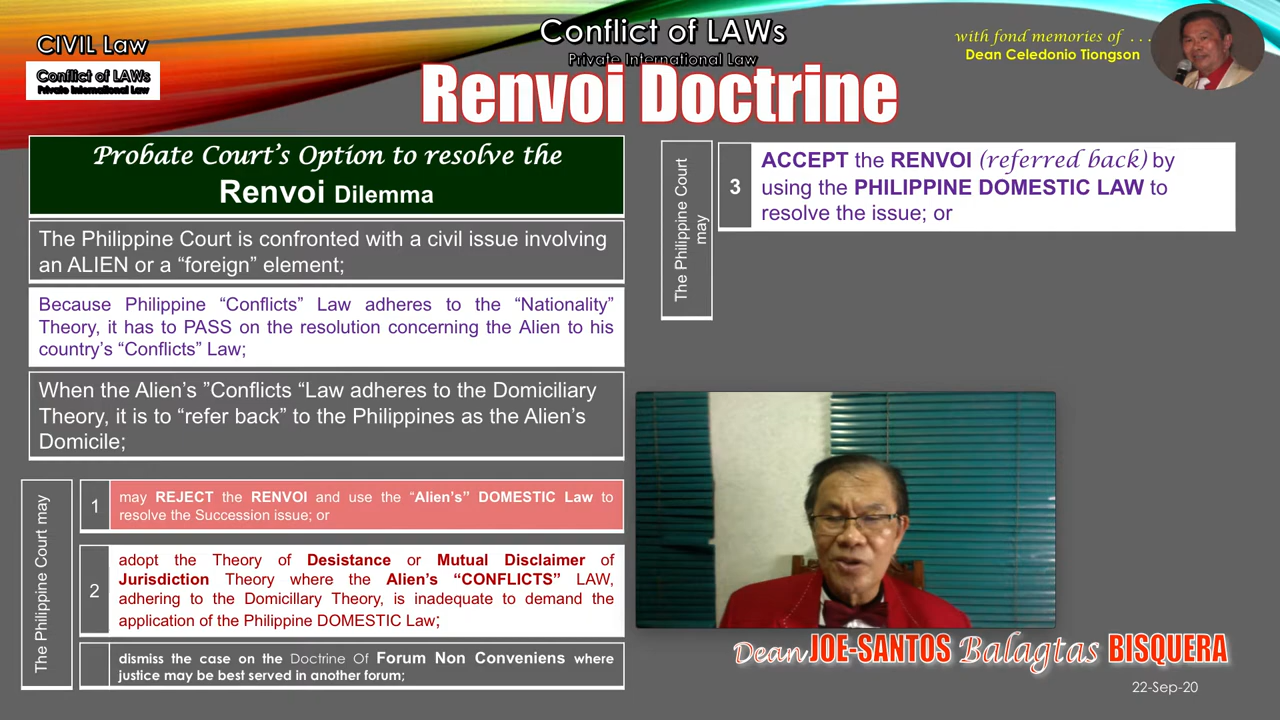 CIVIL Law
Conflict of LAWs
Private International Law
Conflict of LAWs
Private International Law
Renvoi Doctrine
with fond memories of . . .
Dean Celedonio Tiongson
Probate Court's Option to resolve the
Renvoi Dilemma
The Philippine Court is confronted with a civil issue involving
an ALIEN or a “foreign” element;
Because Philippine “Conflicts” Law adheres to the “Nationality”
Theory, it has to PASS on the resolution concerning the Alien to his
country’s “Conflicts” Law;
When the Alien’s ”Conflicts “Law adheres to the Domiciliary
Theory, it is to “refer back” to the Philippines as the Alien’s
Domicile;
The Philippine Court may
1
may REJECT the RENVOI and use the “Alien’s” DOMESTIC Law to
resolve the Succession issue; or
2
adopt the Theory of Desistance or Mutual Disclaimer of
Jurisdiction Theory where the Alien’s “CONFLICTS” LAW,
adhering to the Domicillary Theory, is inadequate to demand the
application of the Philippine DOMESTIC Law;
dismiss the case on the Doctrine Of Forum Non Conveniens where
justice may be best served in another forum;
The Philippine Court
may
3
ACCEPT the RENVOI (referred back) by
using the PHILIPPINE DOMESTIC LAW to
resolve the issue; or
Dean JOE-SANTOS Balagtas BISQUERA
22-Sep-20